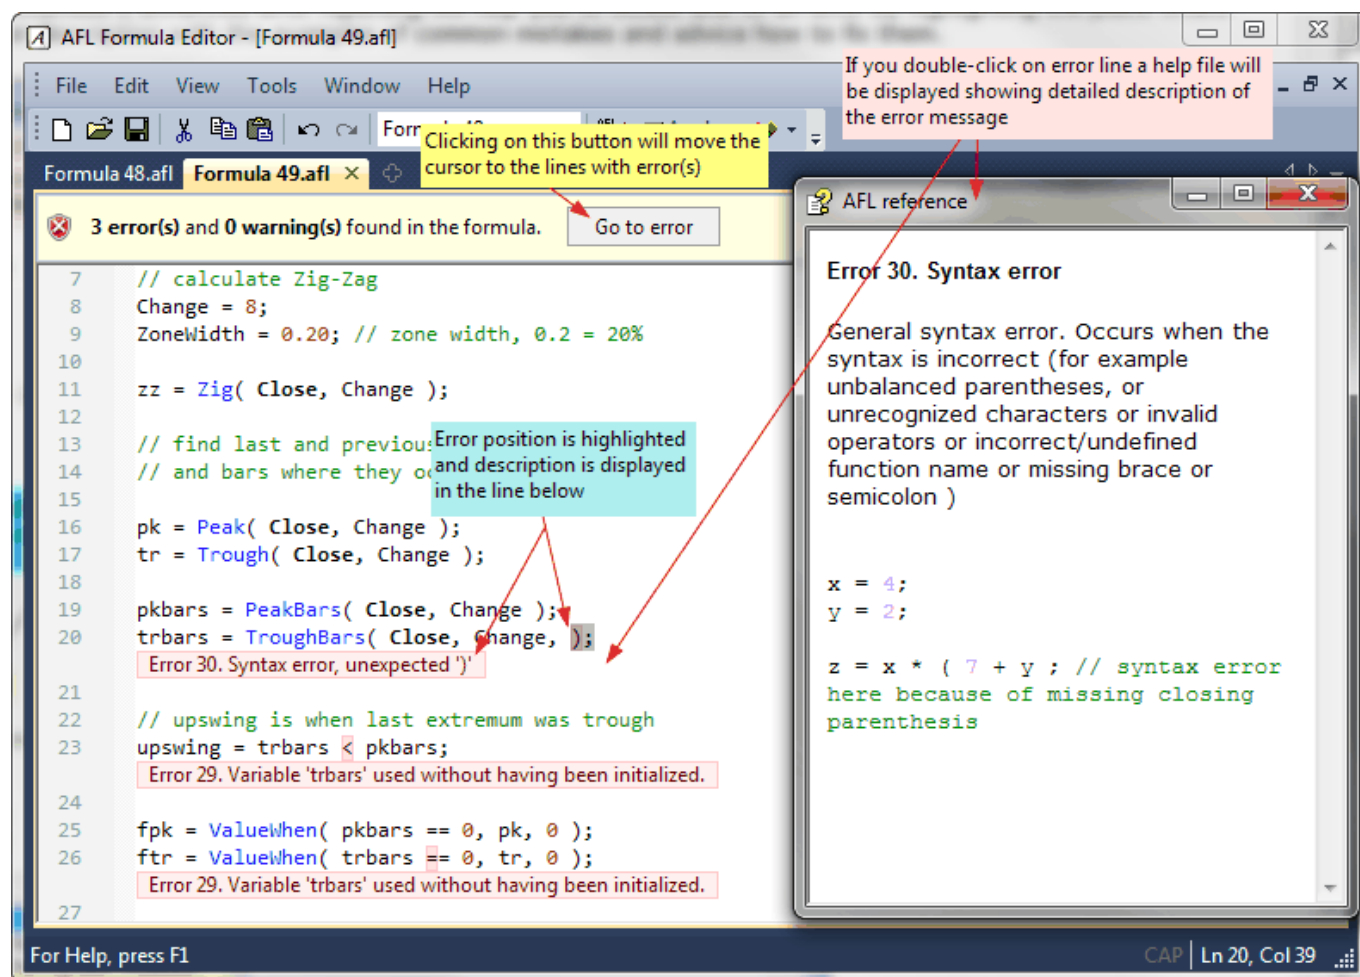 common mistakes and advice how to fix them.
AFL Formula Editor - [Formula 49.afl]
File Edit View Tools Window Help
If you double-click on error line a help file will
be displayed showing detailed description of
the error message
Clicking on this button will move the
cursor to the lines with error(s)
Formula 48.afl Formula 49.afl
3 error(s) and 0 warning(s) found in the formula. Go to error
7 // calculate Zig-Zag
8 Change = 8;
9 ZoneWidth = 0.20; // zone width, 0.2 = 20%
10
11 zz = Zig( Close, Change );
12
13 // find last and previous
14 // and bars where they
15
Error position is highlighted
and description is displayed
in the line below
16 pk = Peak( Close, Change );
17 tr = Trough( Close, Change );
18
19 pkbars = PeakBars( Close, Change );
20 trbars = TroughBars( Close, Change, );
Error 30. Syntax error, unexpected ')'
21
22 // upswing is when last extremum was trough
23 upswing = trbars < pkbars;
Error 29. Variable 'trbars' used without having been initialized.
24
25 fpk = ValueWhen( pkbars == 0, pk, 0 );
26 ftr = ValueWhen( trbars == 0, tr, 0 );
Error 29. Variable 'trbars' used without having been initialized.
27
AFL reference
Error 30. Syntax error
General syntax error. Occurs when the
syntax is incorrect (for example
unbalanced parentheses, or
unrecognized characters or invalid
operators or incorrect/undefined
function name or missing brace or
semicolon )
x = 4;
y = 2;
z = x * ( 7 + y ; // syntax error
here because of missing closing
parenthesis
For Help, press F1
CAP Ln 20, Col 39